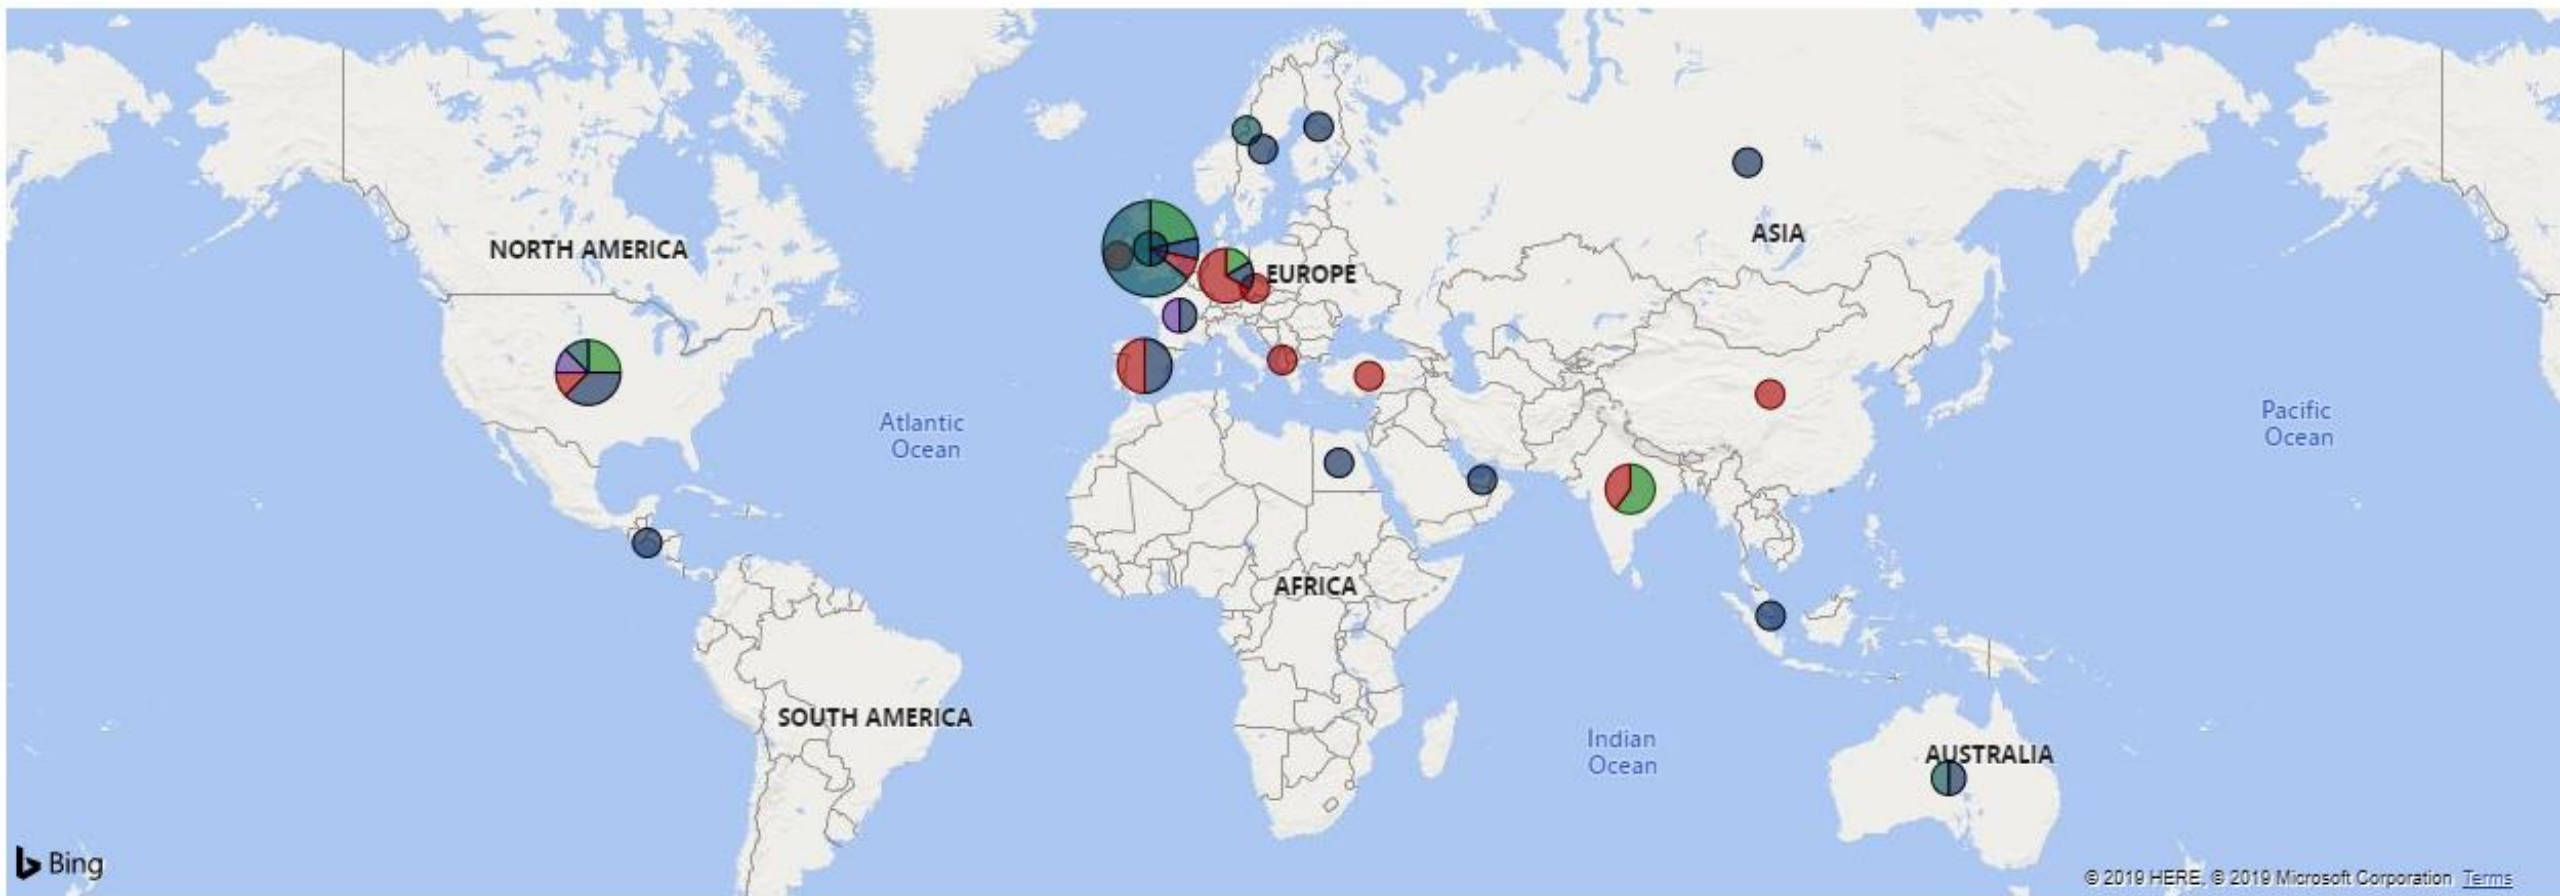 NORTH AMERICA
ASIA
EUROPE
Atlantic
Ocean
Pacific
Ocean
AFRICA
SOUTH AMERICA
Indian
Ocean
AUSTRALIA
Bing
© 2019 HERE, © 2019 Microsoft Corporation Terms